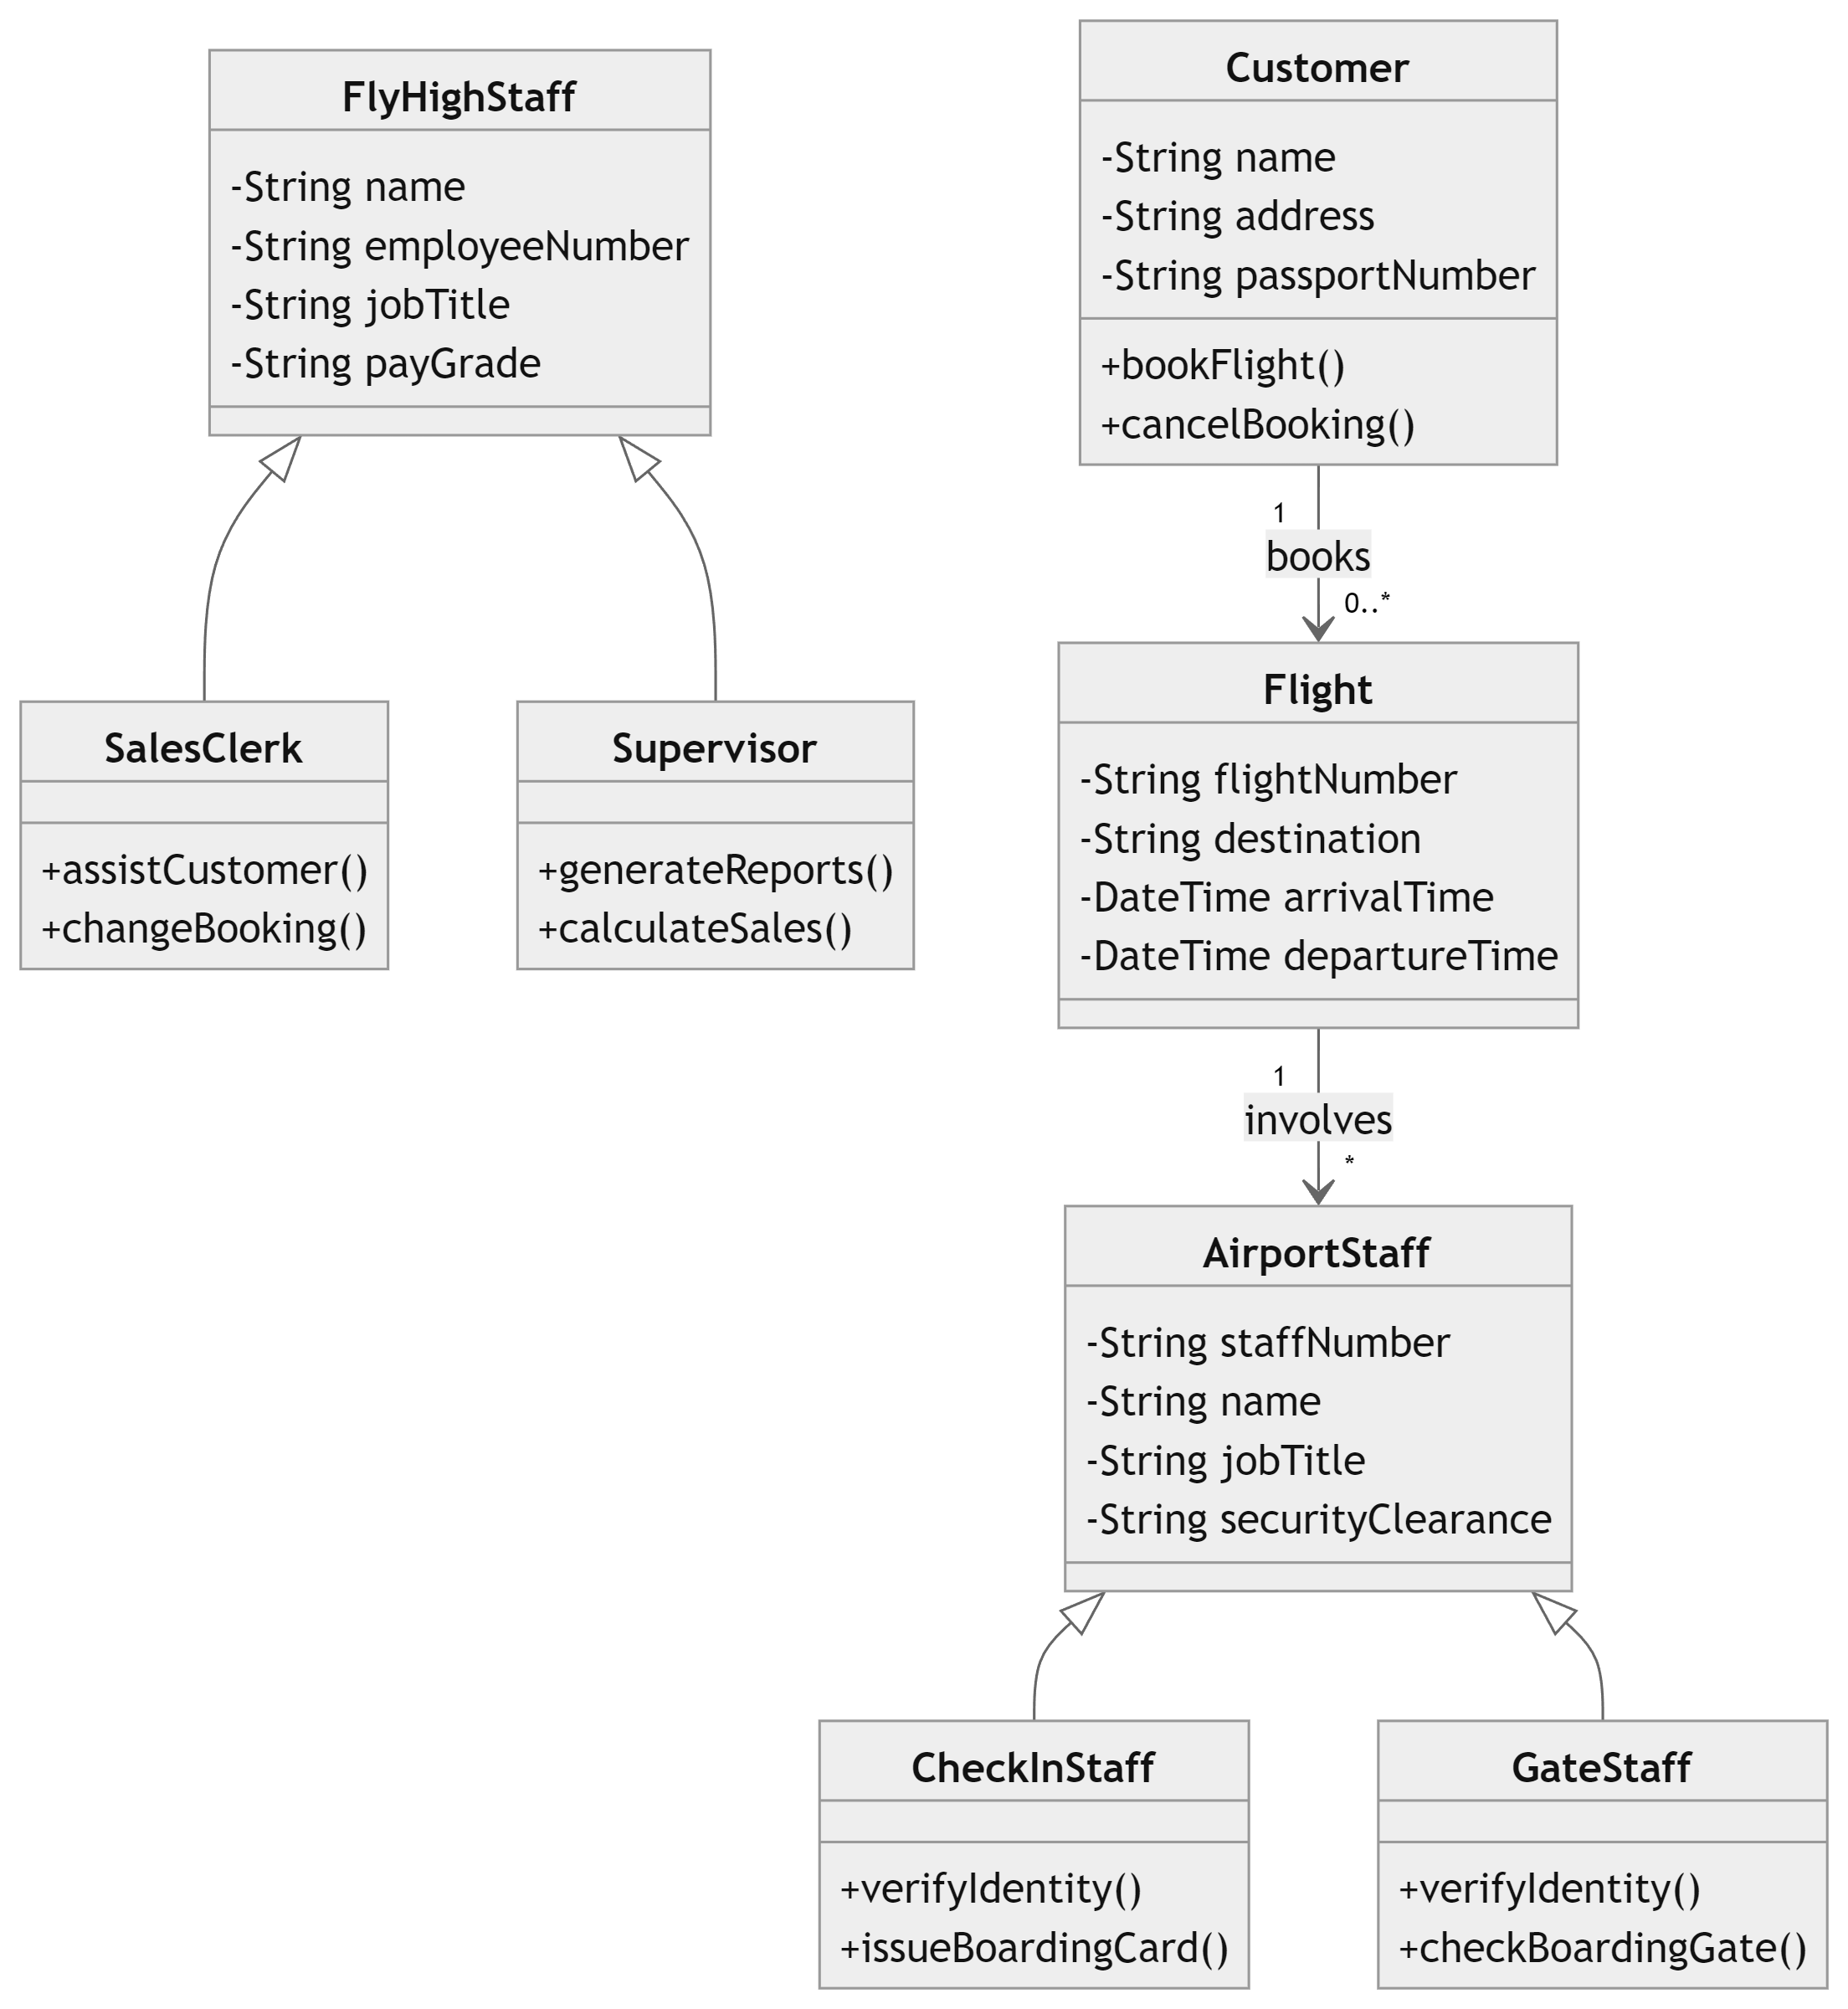 FlyHighStaff
-String name
-String employeeNumber
-String jobTitle
-String payGrade
Customer
-String name
-String address
-String passportNumber
+bookFlight()
+cancelBooking()
1
books
0..*
SalesClerk
+assistCustomer()
+changeBooking()
Supervisor
+generateReports()
+calculateSales()
Flight
-String flightNumber
-String destination
-DateTime arrivalTime
-DateTime departureTime
1
involves
*
AirportStaff
-String staffNumber
-String name
-String jobTitle
-String securityClearance
CheckInStaff
+verifyIdentity()
+issueBoardingCard()
GateStaff
+verifyIdentity()
+checkBoardingGate()